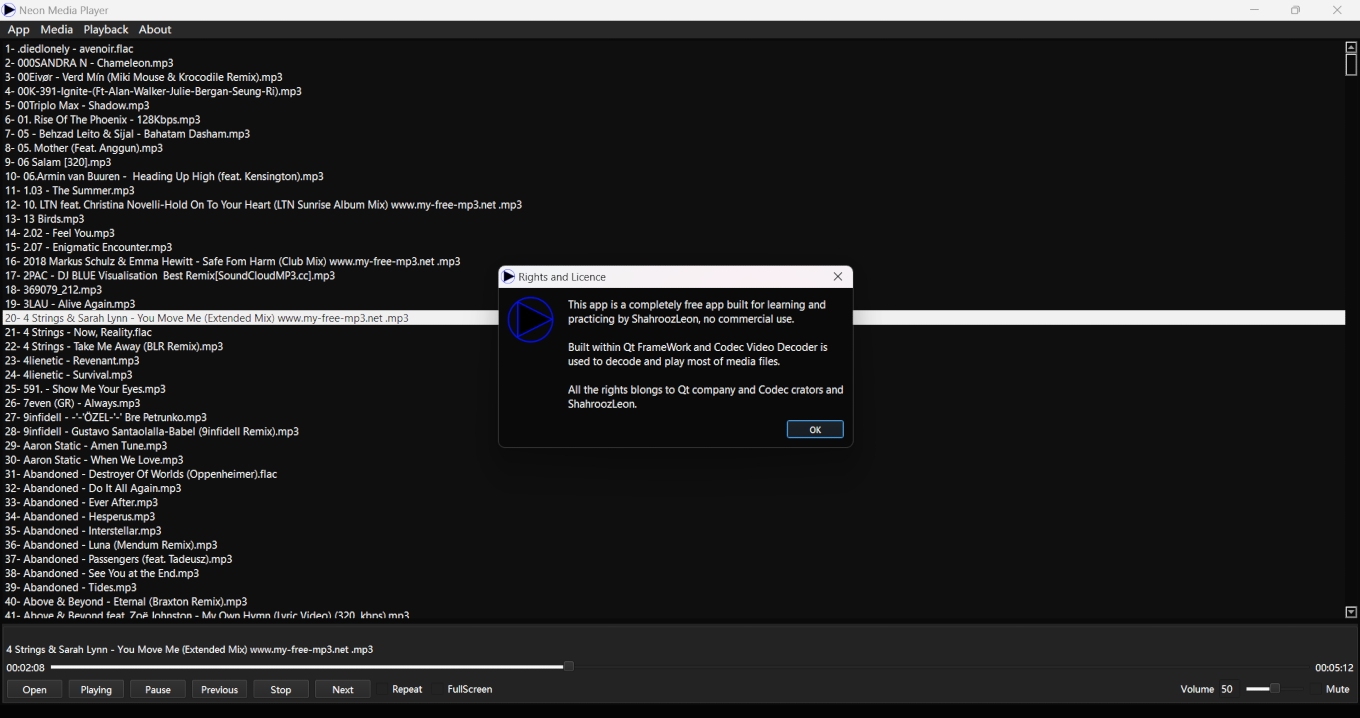 Neon Media Player
App Media Playback About
1- .diedlonely - avenoir.flac
2- 000SANDRA N - Chameleon.mp3
3- 00Eivør - Verd Mín (Miki Mouse & Krocodile Remix).mp3
4- 00K-391-Ignite-(Ft-Alan-Walker-Julie-Bergan-Seung-Ri).mp3
5- 00Triplo Max - Shadow.mp3
6- 01. Rise Of The Phoenix - 128Kbps.mp3
7- 05 - Behzad Leito & Sijal - Bahatam Dasham.mp3
8- 05. Mother (Feat. Anggun).mp3
9- 06 Salam [320].mp3
10- 06.Armin van Buuren -  Heading Up High (feat. Kensington).mp3
11- 1.03 - The Summer.mp3
12- 10. LTN feat. Christina Novelli-Hold On To Your Heart (LTN Sunrise Album Mix) www.my-free-mp3.net .mp3
13- 13 Birds.mp3
14- 2.02 - Feel You.mp3
15- 2.07 - Enigmatic Encounter.mp3
16- 2018 Markus Schulz & Emma Hewitt - Safe Fom Harm (Club Mix) www.my-free-mp3.net .mp3
17- 2PAC - DJ BLUE Visualisation  Best Remix[SoundCloudMP3.cc].mp3
18- 369079_212.mp3
19- 3LAU - Alive Again.mp3
20- 4 Strings & Sarah Lynn - You Move Me (Extended Mix) www.my-free-mp3.net .mp3
21- 4 Strings - Now, Reality.flac
22- 4 Strings - Take Me Away (BLR Remix).mp3
23- 4lienetic - Revenant.mp3
24- 4lienetic - Survival.mp3
25- 591. - Show Me Your Eyes.mp3
26- 7even (GR) - Always.mp3
27- 9infidell - -'-'ÖZEL-'-' Bre Petrunko.mp3
28- 9infidell - Gustavo Santaolalla-Babel (9infidell Remix).mp3
29- Aaron Static - Amen Tune.mp3
30- Aaron Static - When We Love.mp3
31- Abandoned - Destroyer Of Worlds (Oppenheimer).flac
32- Abandoned - Do It All Again.mp3
33- Abandoned - Ever After.mp3
34- Abandoned - Hesperus.mp3
35- Abandoned - Interstellar.mp3
36- Abandoned - Luna (Mendum Remix).mp3
37- Abandoned - Passengers (feat. Tadeusz).mp3
38- Abandoned - See You at the End.mp3
39- Abandoned - Tides.mp3
40- Above & Beyond - Eternal (Braxton Remix).mp3
41- Above & Beyond feat. Zoë Johnston - My Own Hymn (Lyric Video) (320  kbps).mp3
Rights and Licence
This app is a completely free app built for learning and
practicing by ShahroozLeon, no commercial use.
Built within Qt FrameWork and Codec Video Decoder is
used to decode and play most of media files.
All the rights blongs to Qt company and Codec crators and
ShahroozLeon.
OK
4 Strings & Sarah Lynn - You Move Me (Extended Mix) www.my-free-mp3.net .mp3
00:02:08 00:05:12
Open Playing Pause Previous Stop Next Repeat FullScreen Volume 50 Mute